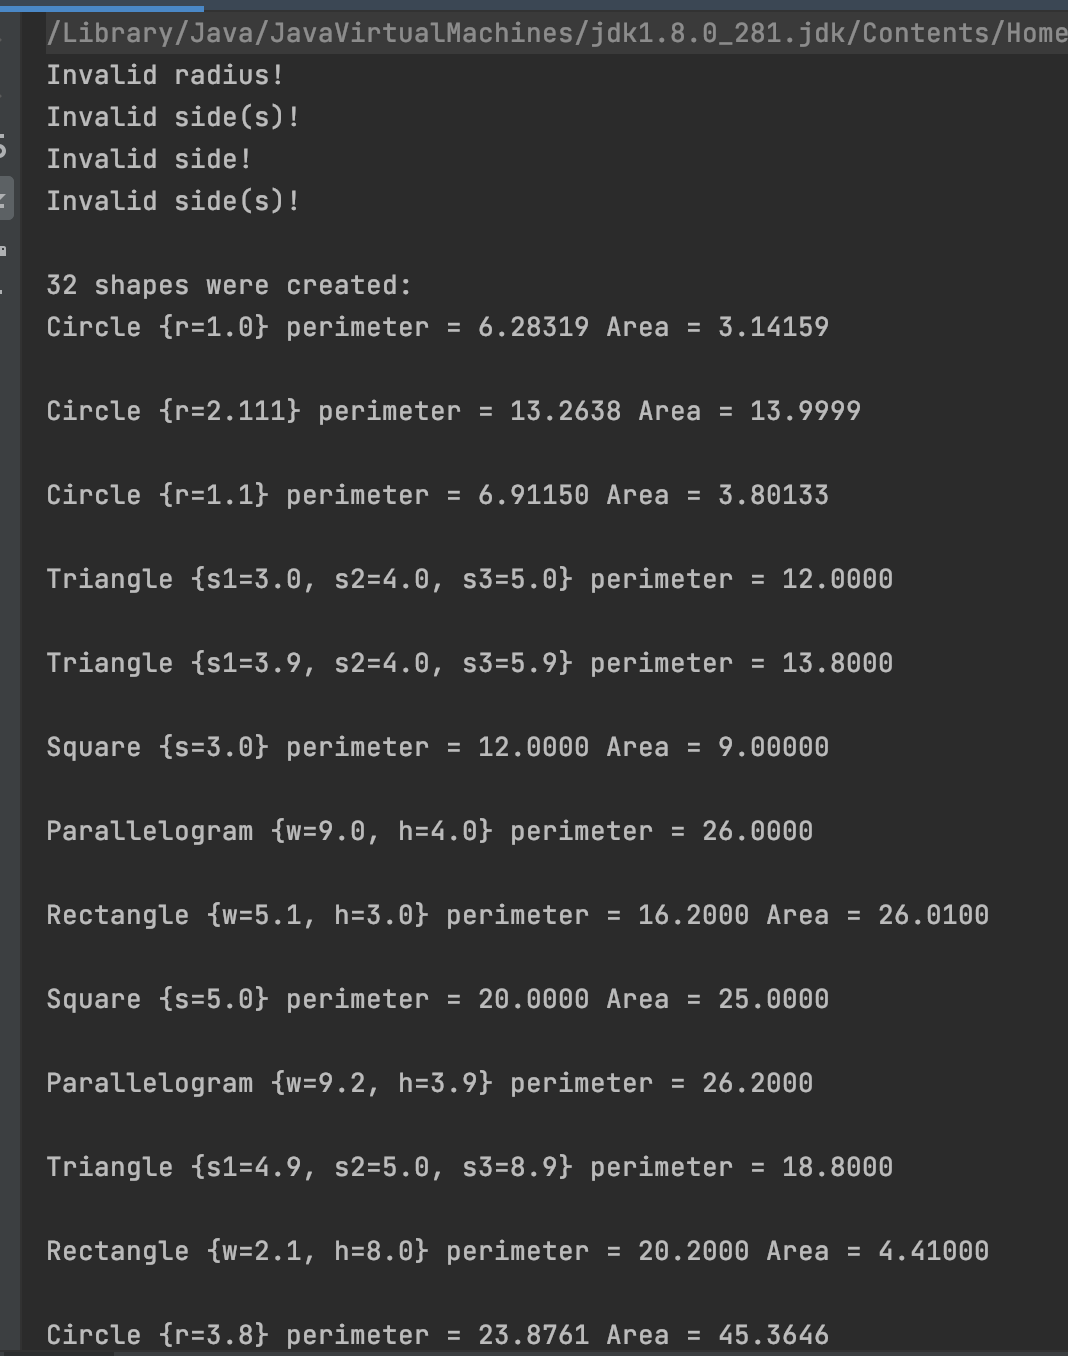 /Library/Java/JavaVirtualMachines/jdk1.8.0_281.jdk/Contents/Home
Invalid radius!
Invalid side(s)!
Invalid side!
Invalid side(s)!
32 shapes were created:
Circle {r=1.0} perimeter = 6.28319 Area = 3.14159
Circle {r=2.111} perimeter = 13.2638 Area = 13.9999
Circle {r=1.1} perimeter = 6.91150 Area = 3.80133
Triangle {s1=3.0, s2=4.0, s3=5.0} perimeter = 12.0000
Triangle {s1=3.9, s2=4.0, s3=5.9} perimeter = 13.8000
Square {s=3.0} perimeter = 12.0000 Area = 9.00000
Parallelogram {w=9.0, h=4.0} perimeter = 26.0000
Rectangle {w=5.1, h=3.0} perimeter = 16.2000 Area = 26.0100
Square {s=5.0} perimeter = 20.0000 Area = 25.0000
Parallelogram {w=9.2, h=3.9} perimeter = 26.2000
Triangle {s1=4.9, s2=5.0, s3=8.9} perimeter = 18.8000
Rectangle {w=2.1, h=8.0} perimeter = 20.2000 Area = 4.41000
Circle {r=3.8} perimeter = 23.8761 Area = 45.3646